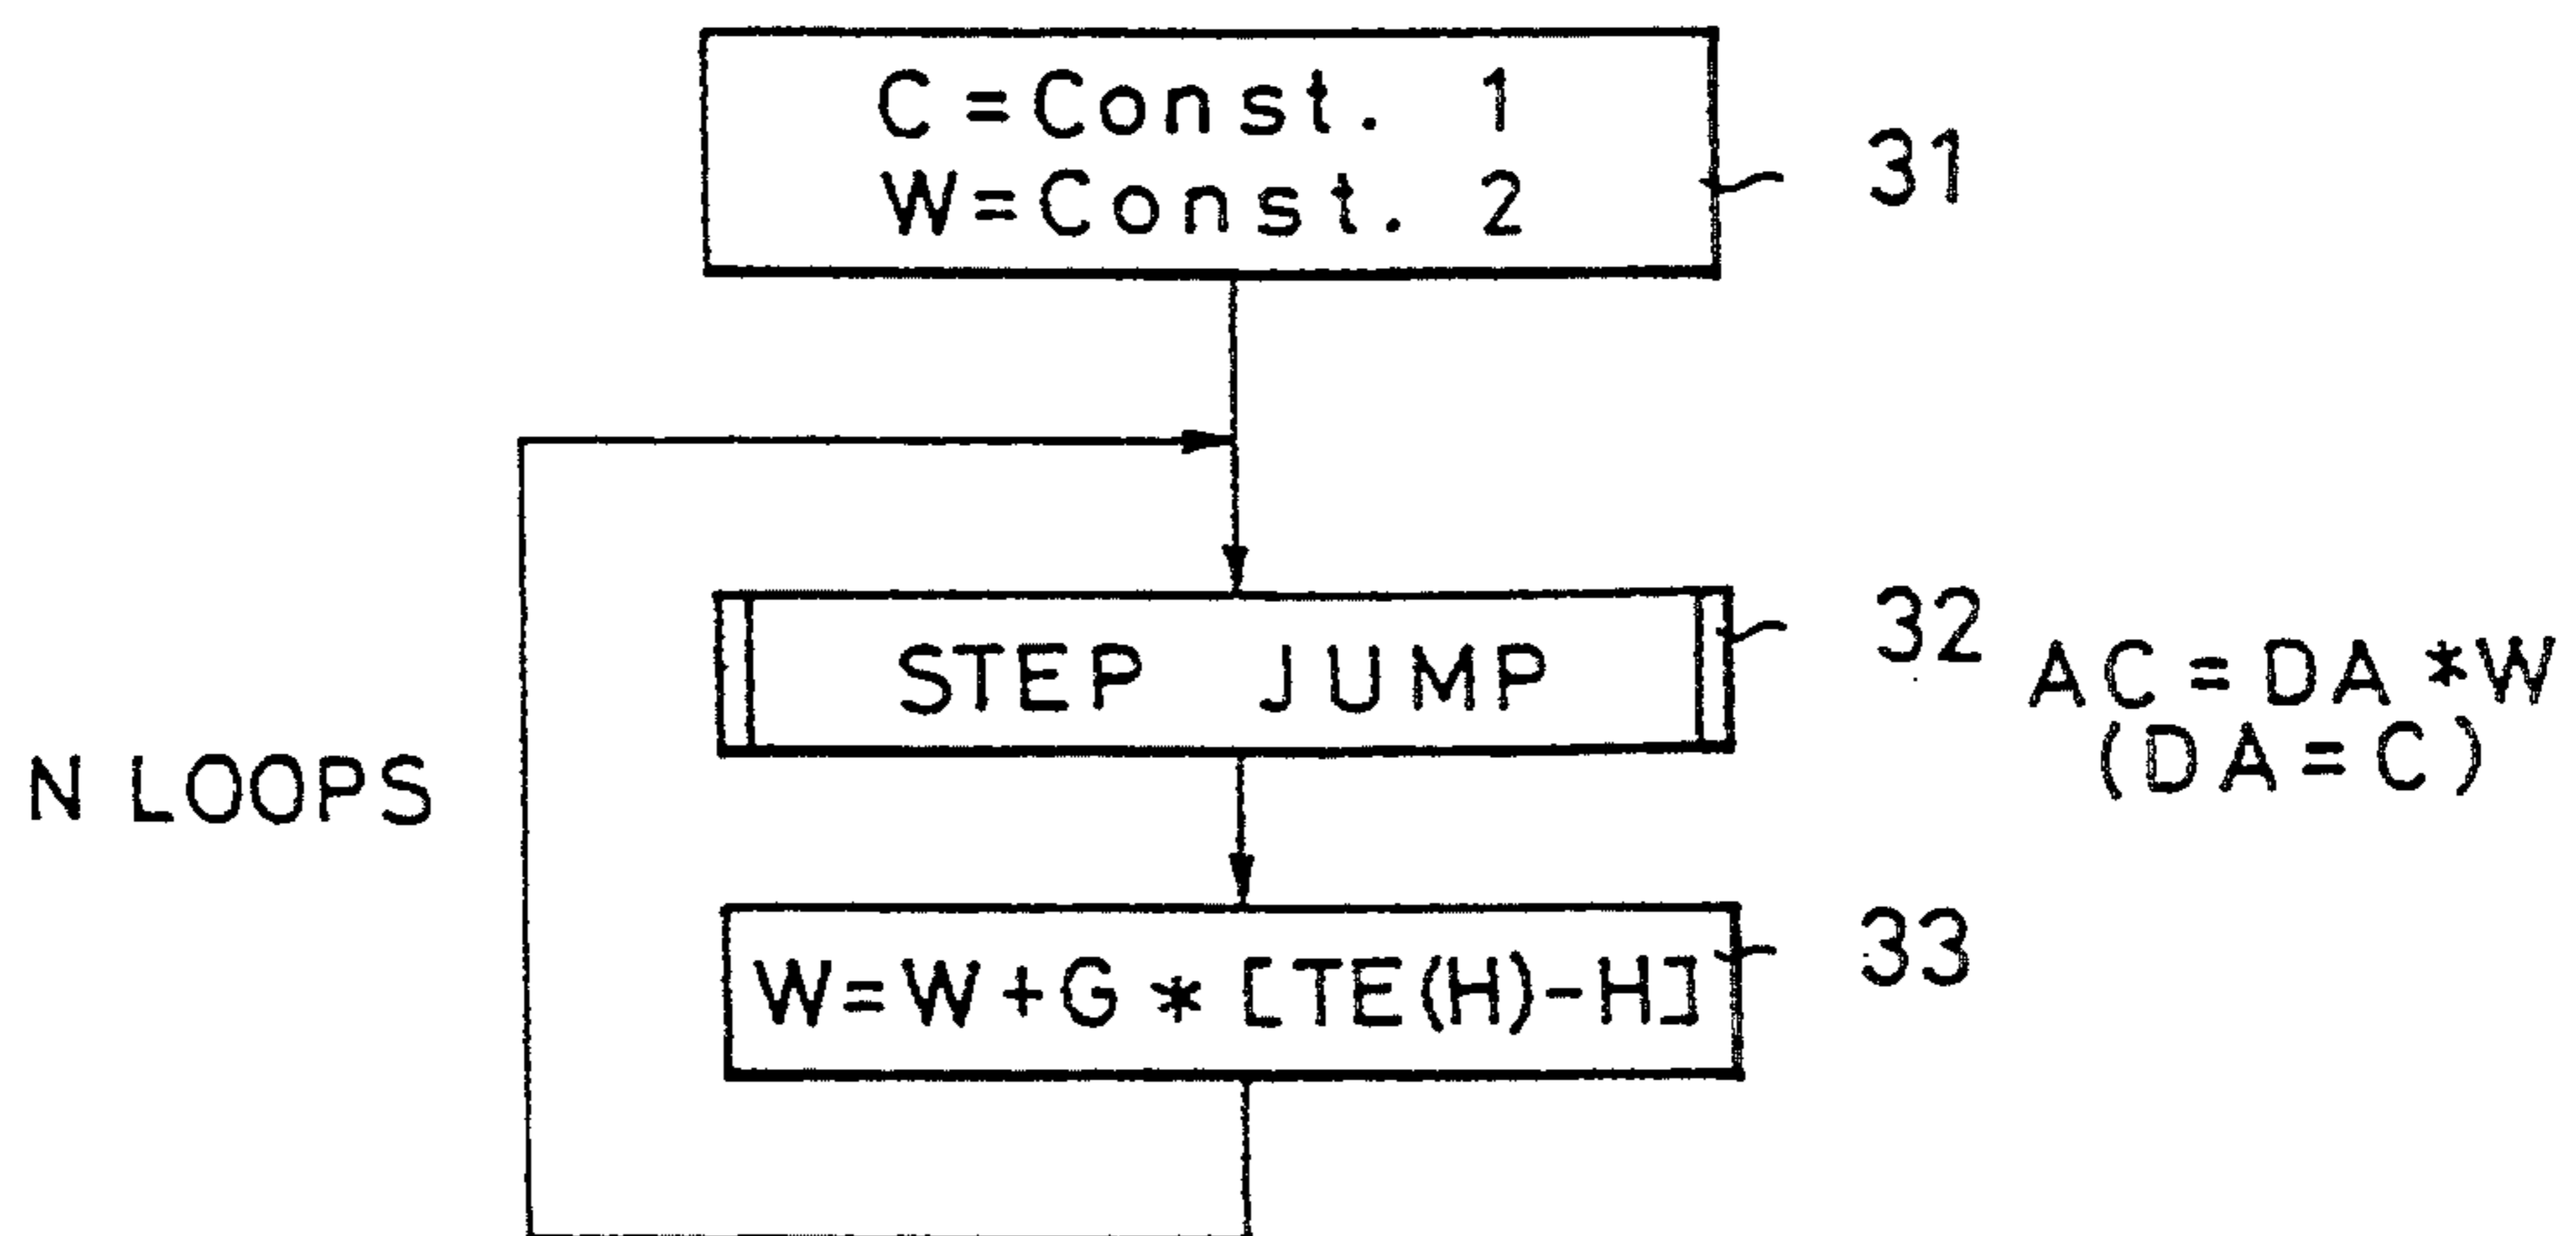 C=Const. 1
W=Const. 2
31
STEP JUMP
32
AC=DA*W
(DA=C)
N LOOPS
W=W+G*[TE(H)-H]
33